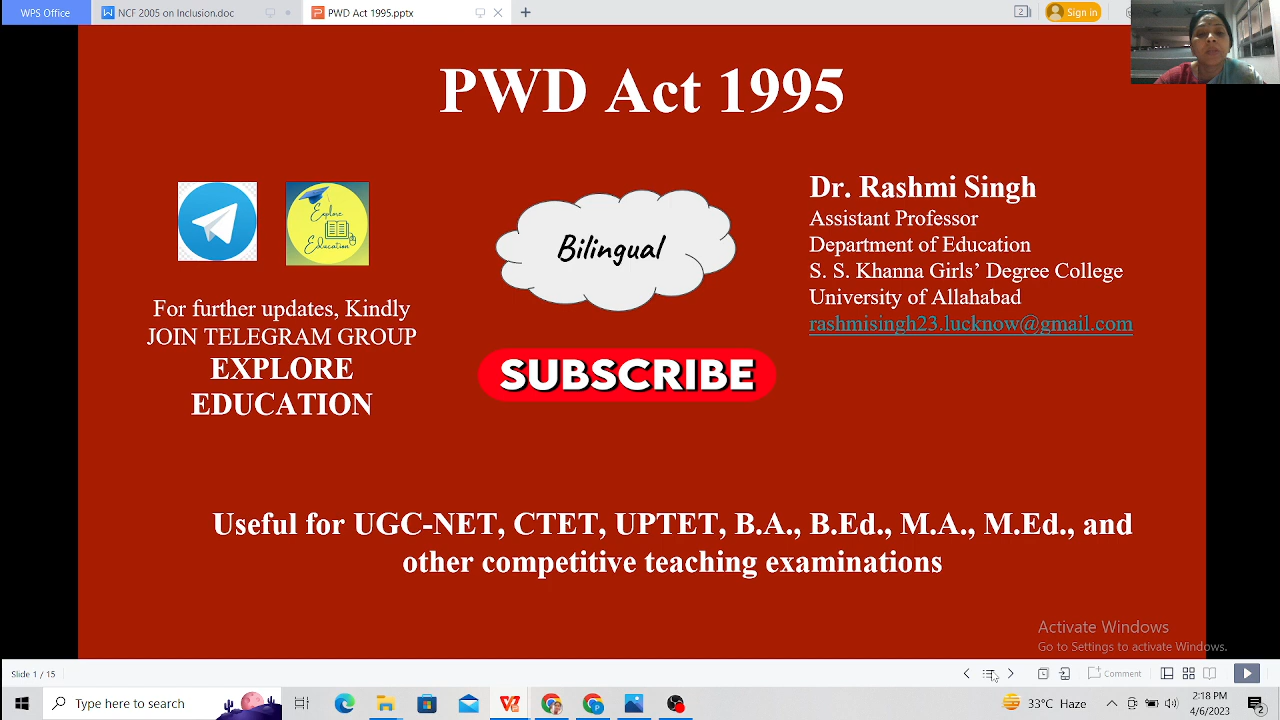 WPS Office
NCF 2005 on Inclusion.doc
PWD Act 1995.pptx
Sign in
PWD Act 1995
Explore
Education
For further updates, Kindly
JOIN TELEGRAM GROUP
EXPLORE
EDUCATION
Bilingual
SUBSCRIBE
Dr. Rashmi Singh
Assistant Professor
Department of Education
S. S. Khanna Girls’ Degree College
University of Allahabad
rashmisingh23.lucknow@gmail.com
Useful for UGC-NET, CTET, UPTET, B.A., B.Ed., M.A., M.Ed., and
other competitive teaching examinations
Activate Windows
Go to Settings to activate Windows.
Slide 1 / 15
Comment
Type here to search
33°C Haze
2:18 PM
4/6/2023